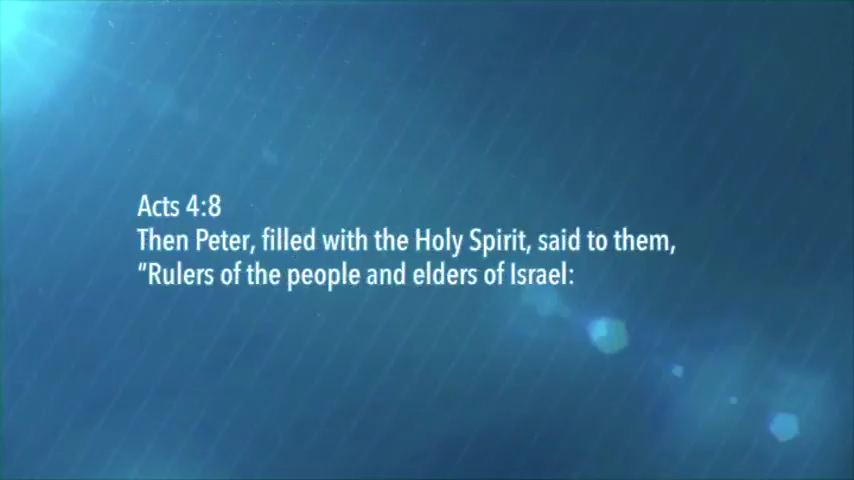 Acts 4:8
Then Peter, filled with the Holy Spirit, said to them,
“Rulers of the people and elders of Israel: